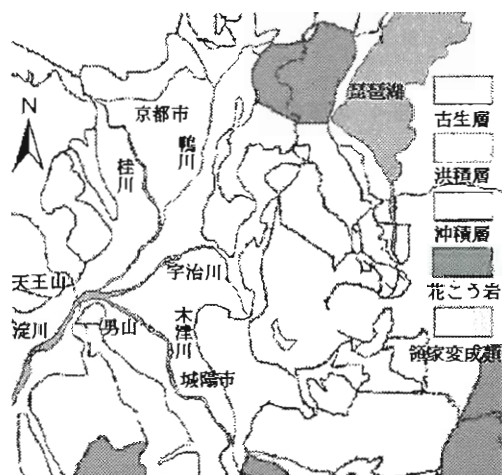 琵琶湖
京都市
鴨川
桂川
N
古生層
洪積層
沖積層
花こう岩
領家変成類
天王山
宇治川
淀川
男山
木津川
城陽市